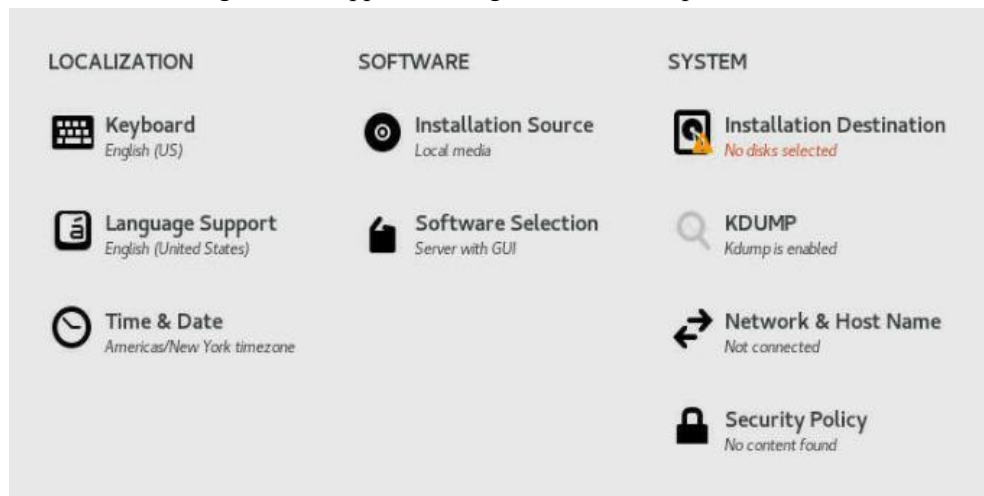 LOCALIZATION
Keyboard
English (US)
Language Support
English (United States)
Time & Date
Americas/New York timezone
SOFTWARE
Installation Source
Local media
Software Selection
Server with GUI
SYSTEM
Installation Destination
No disks selected
KDUMP
Kdump is enabled
Network & Host Name
Not connected
Security Policy
No content found